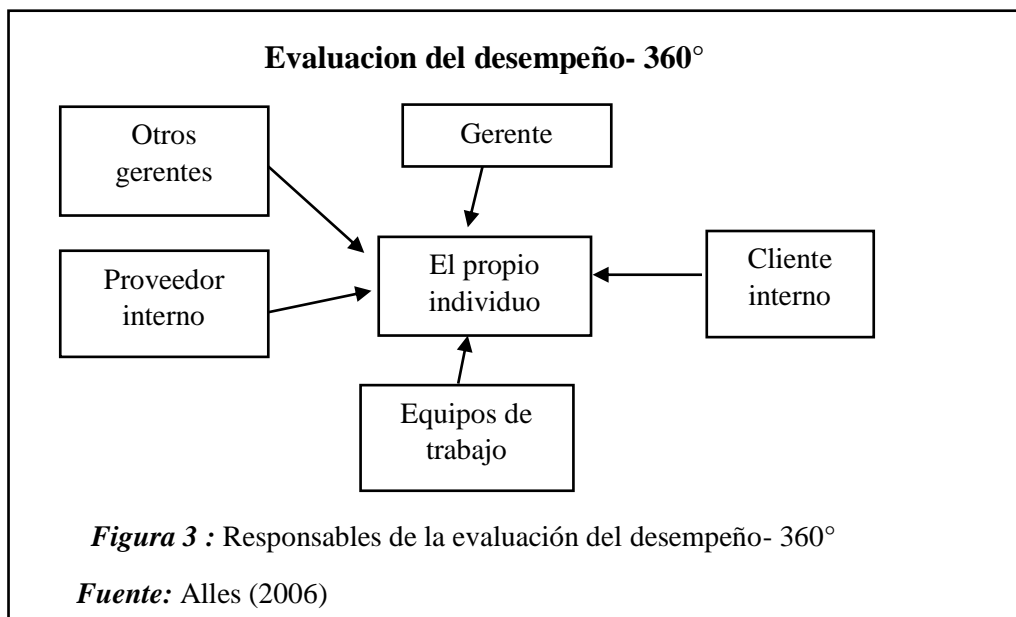 Evaluacion del desempeño- 360°
Otros
gerentes
Gerente
Proveedor
interno
El propio
individuo
Cliente
interno
Equipos de
trabajo
Figura 3 : Responsables de la evaluación del desempeño- 360°
Fuente: Alles (2006)